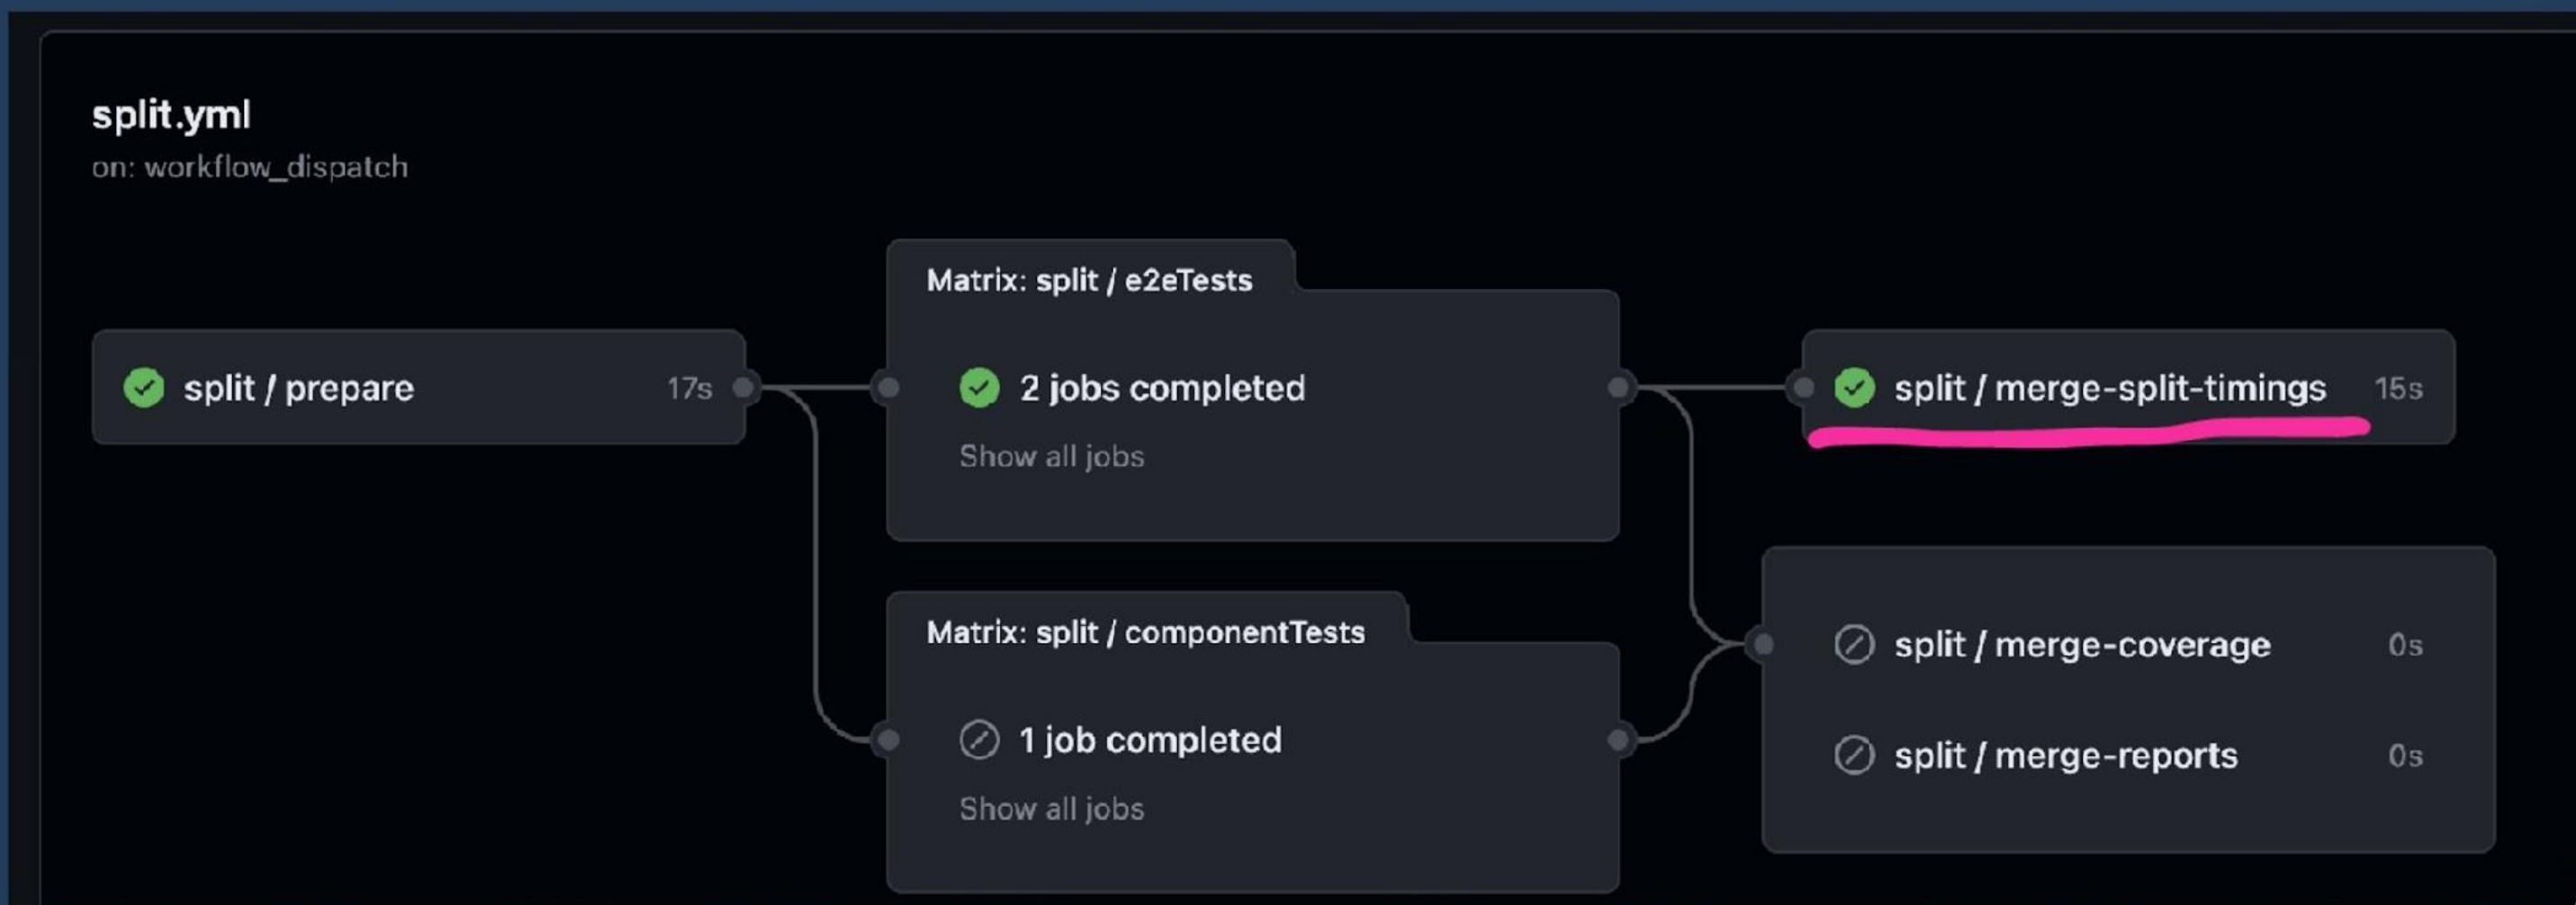 split.yml
on: workflow_dispatch
Matrix: split / e2eTests
split / prepare 17s
2 jobs completed
Show all jobs
split / merge-split-timings 15s
Matrix: split / componentTests
1 job completed
Show all jobs
split / merge-coverage 0s
split / merge-reports 0s